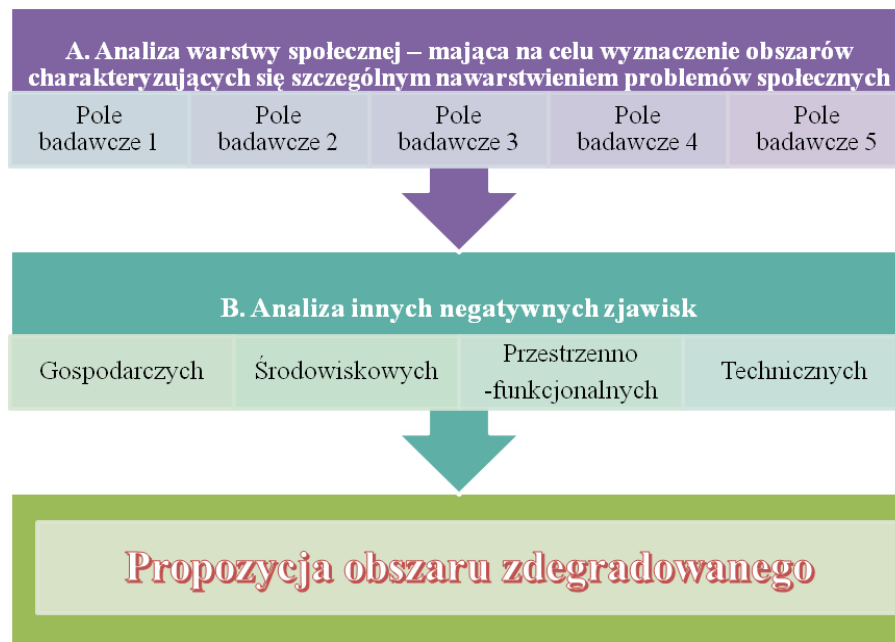 A. Analiza warstwy społecznej – mająca na celu wyznaczenie obszarów
charakteryzujących się szczególnym nawarstwieniem problemów społecznych
Pole
badawcze 1
Pole
badawcze 2
Pole
badawcze 3
Pole
badawcze 4
Pole
badawcze 5
B. Analiza innych negatywnych zjawisk
Gospodarczych
Środowiskowych
Przestrzenno
-funkcjonalnych
Technicznych
Propozycja obszaru zdegradowanego